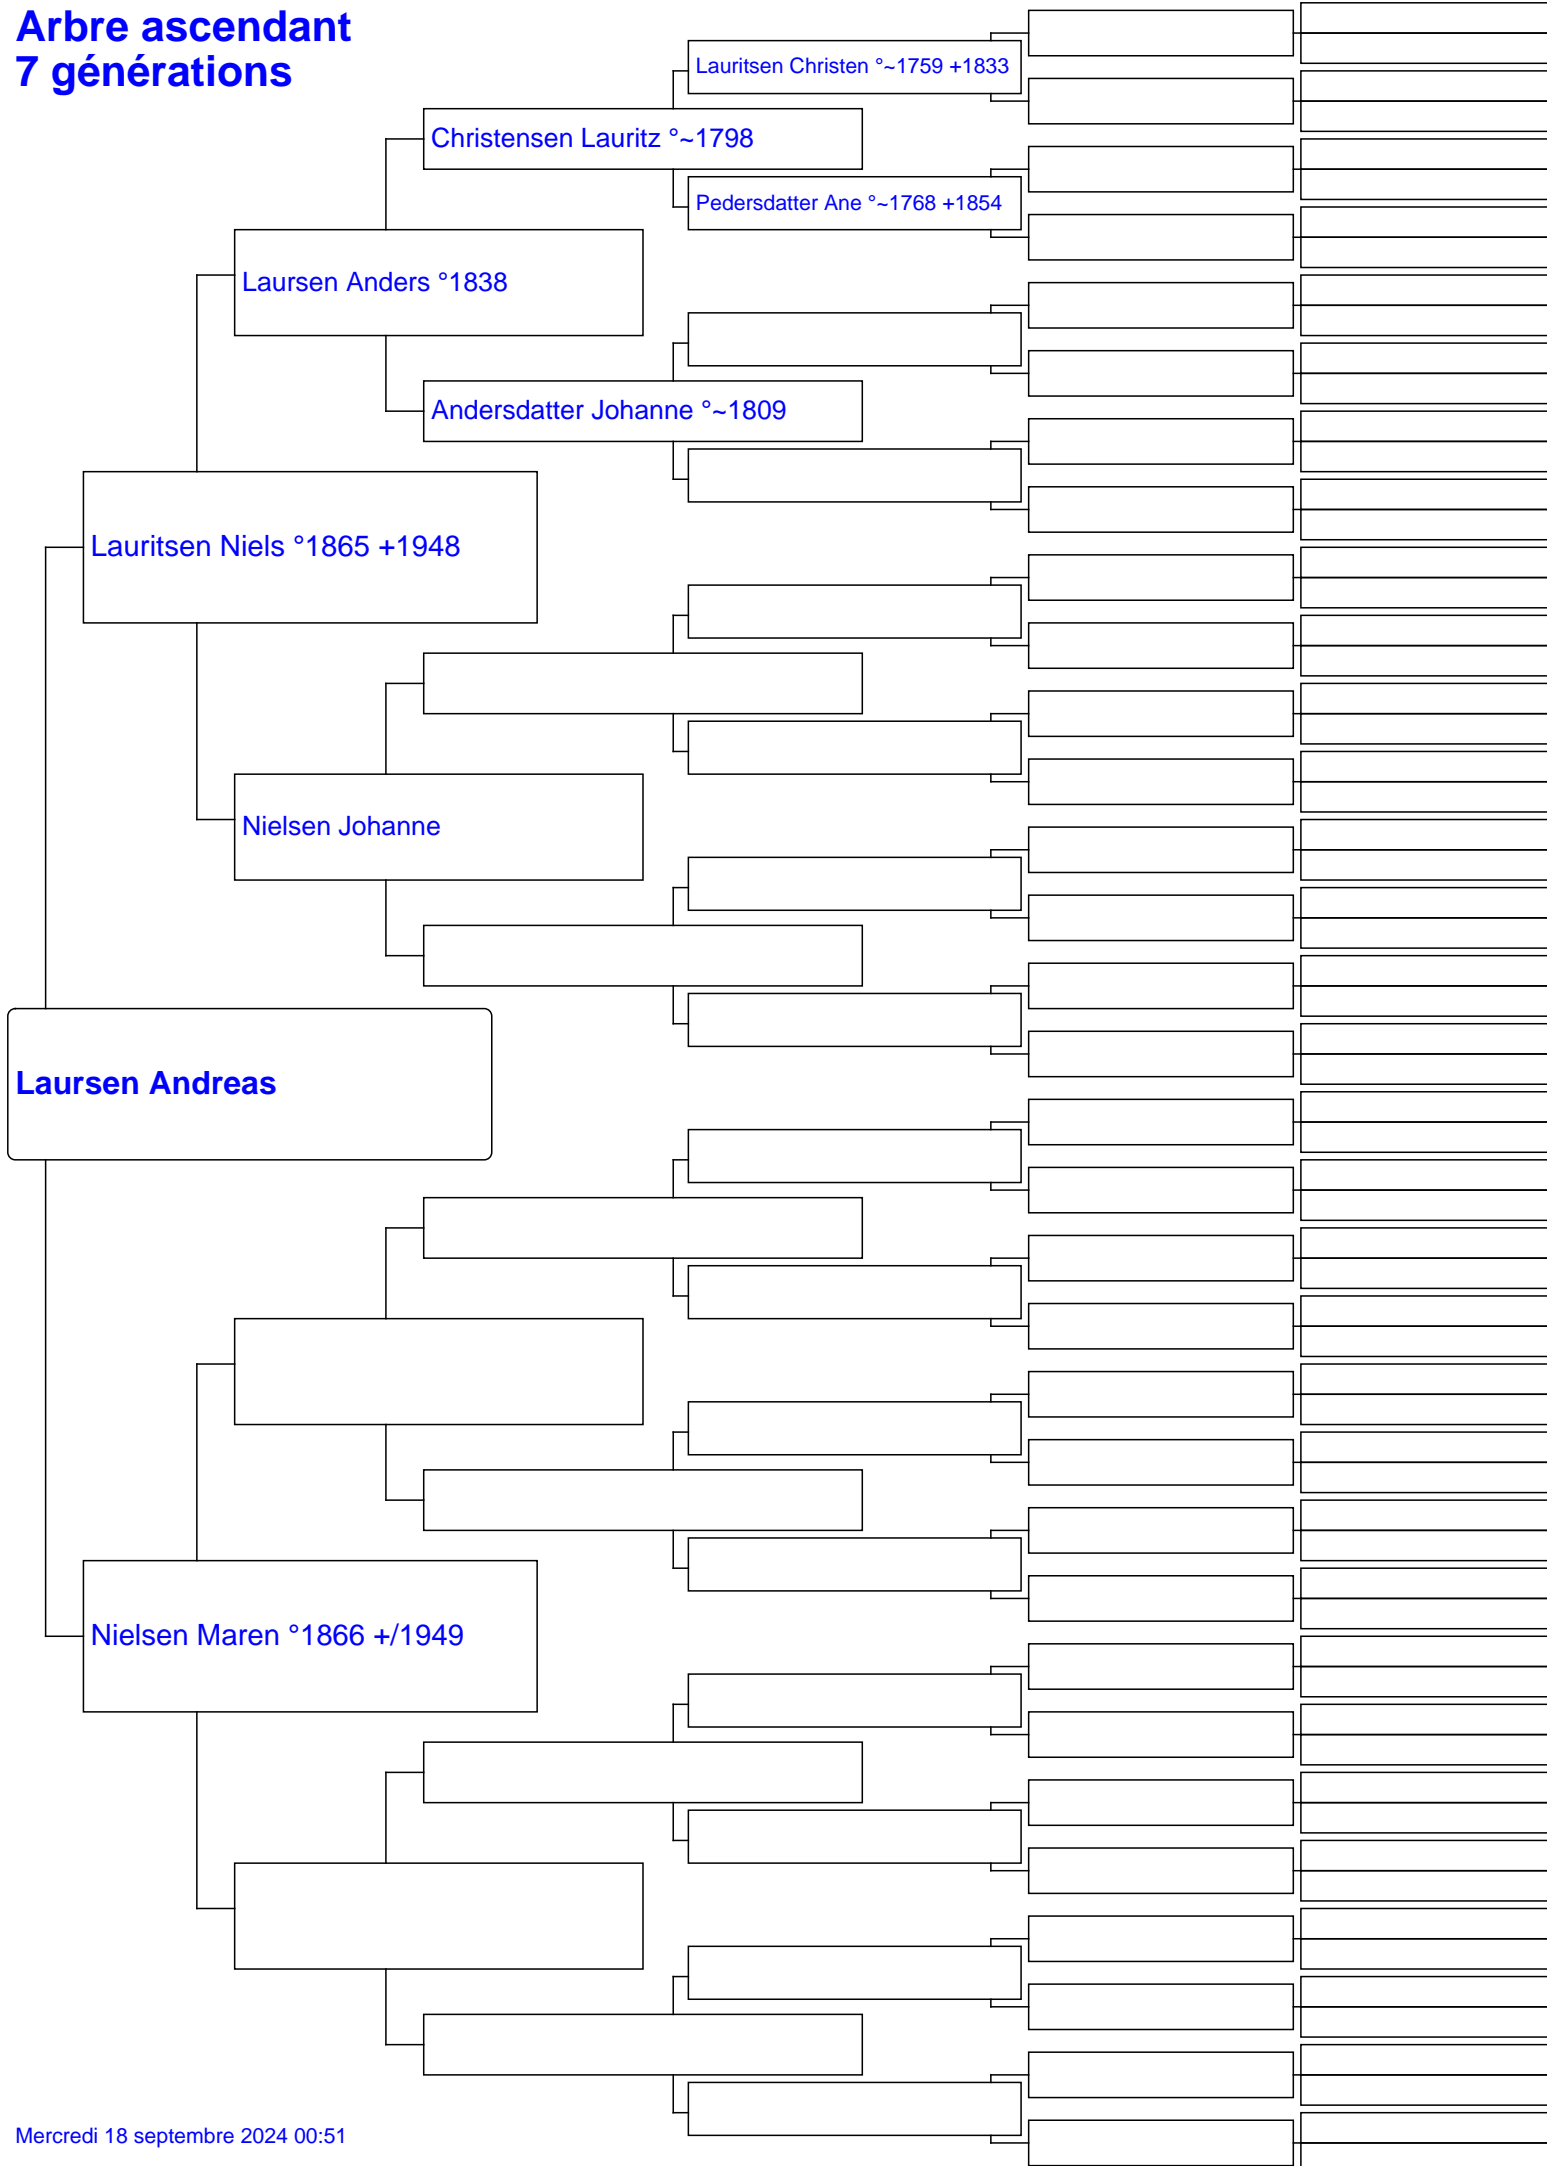 Arbre ascendant
7 générations
Lauritsen Christen °~1759 +1833
Christensen Lauritz °~1798
Pedersdatter Ane °~1768 +1854
Laursen Anders °1838
Andersdatter Johanne °~1809
Lauritsen Niels °1865 +1948
Nielsen Johanne
Laursen Andreas
Nielsen Maren °1866 +/1949
Mercredi 18 septembre 2024 00:51